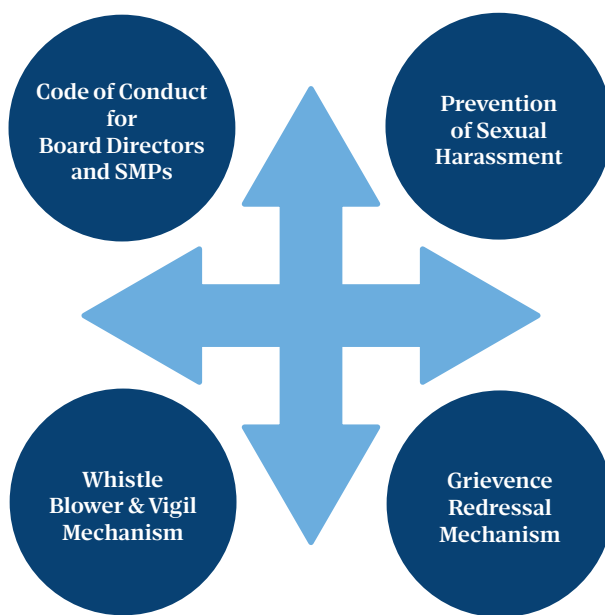 Code of Conduct
for
Board Directors
and SMPs
Prevention
of Sexual
Harassment
Whistle
Blower & Vigil
Mechanism
Grievence
Redressal
Mechanism